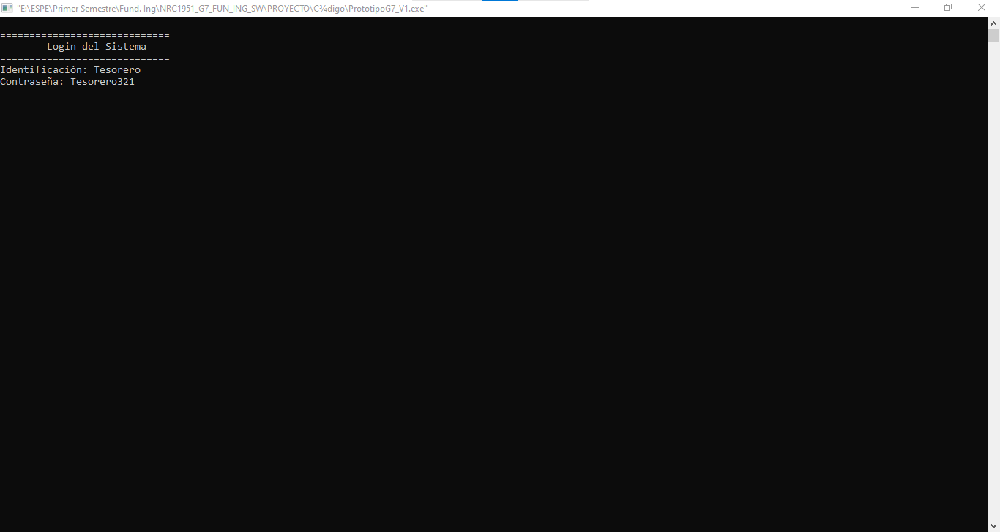 "E:\ESPE\Primer Semestre\Fund. Ing\NRC1951_G7_FUN_ING_SW\PROYECTO\C¾digo\PrototipoG7_V1.exe"
=============================
Login del Sistema
=============================
Identificación: Tesorero
Contraseña: Tesorero321